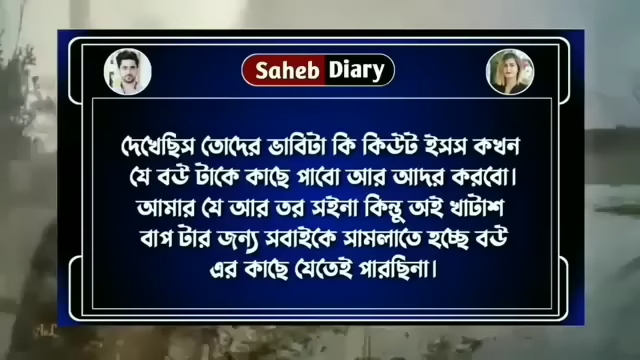 Saheb Diary
দেখেছিস তোদের ভাবিটা কি কিউট ইসস কখন
যে বউ টাকে কাছে পাবো আর আদর করবো।
আমার যে আর তর সইনা কিন্তু অই খাটাশ
বাপ টার জন্য সবাইকে সামলাতে হচ্ছে বউ
এর কাছে যেতেই পারছিনা।